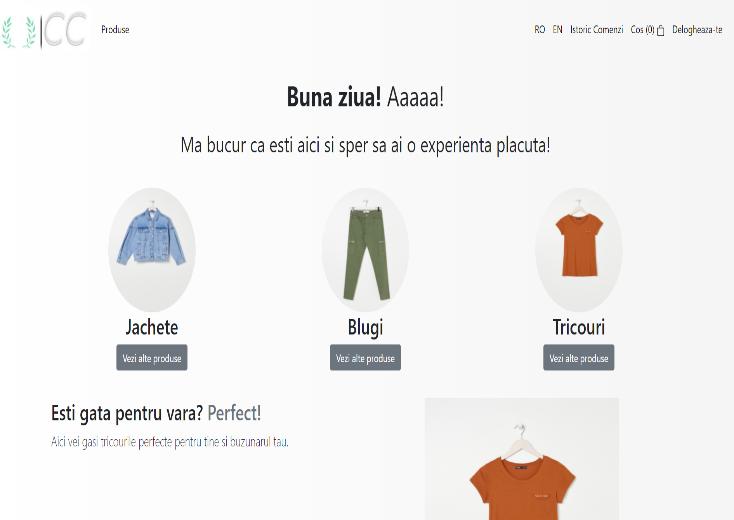 ICC
Produse
RO EN Istoric Comenzi Cos (0) Delogheaza-te
Buna ziua! Aaaaa!
Ma bucur ca esti aici si sper sa ai o experienta placuta!
Jachete
Blugi
Tricouri
Vezi alte produse
Vezi alte produse
Vezi alte produse
Esti gata pentru vara? Perfect!
Aici vei gasi tricourile perfecte pentru tine si buzunarul tau.